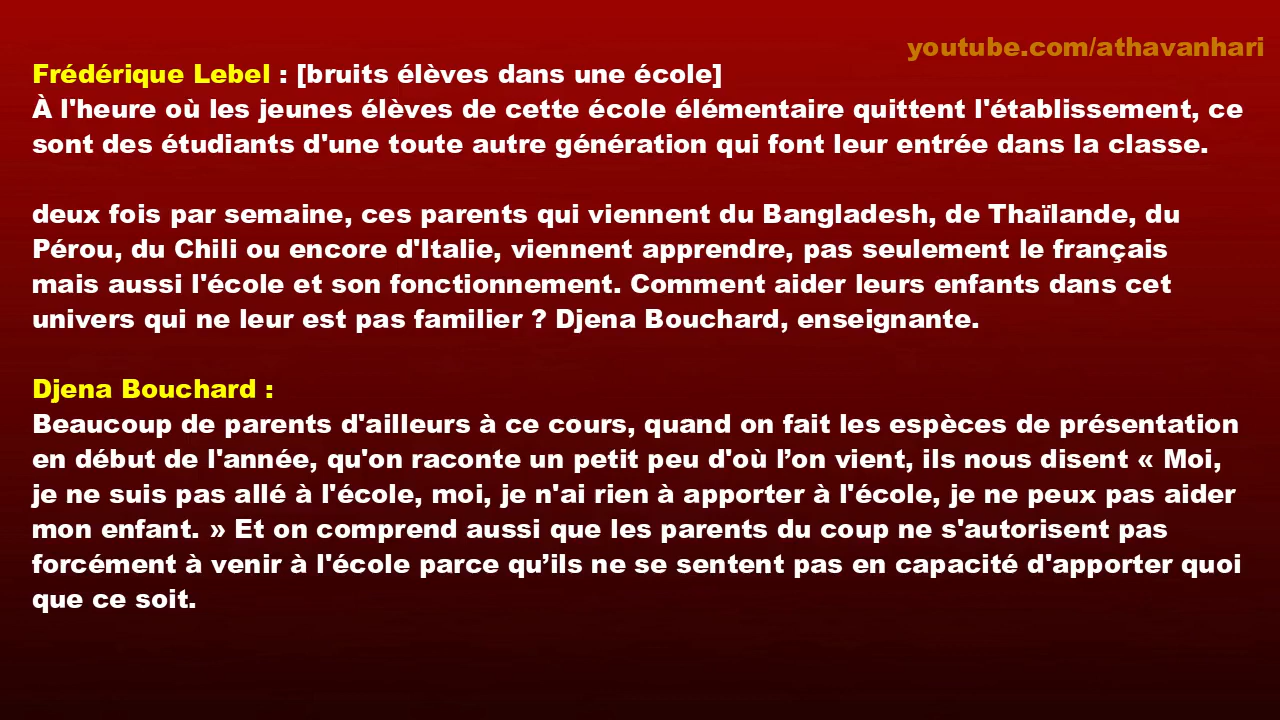 youtube.com/athavanhari
Frédérique Lebel : [bruits élèves dans une école]
À l'heure où les jeunes élèves de cette école élémentaire quittent l'établissement, ce
sont des étudiants d'une toute autre génération qui font leur entrée dans la classe.
deux fois par semaine, ces parents qui viennent du Bangladesh, de Thaïlande, du
Pérou, du Chili ou encore d'Italie, viennent apprendre, pas seulement le français
mais aussi l'école et son fonctionnement. Comment aider leurs enfants dans cet
univers qui ne leur est pas familier ? Djena Bouchard, enseignante.
Djena Bouchard :
Beaucoup de parents d'ailleurs à ce cours, quand on fait les espèces de présentation
en début de l'année, qu'on raconte un petit peu d'où l’on vient, ils nous disent « Moi,
je ne suis pas allé à l'école, moi, je n'ai rien à apporter à l'école, je ne peux pas aider
mon enfant. » Et on comprend aussi que les parents du coup ne s'autorisent pas
forcément à venir à l'école parce qu’ils ne se sentent pas en capacité d'apporter quoi
que ce soit.